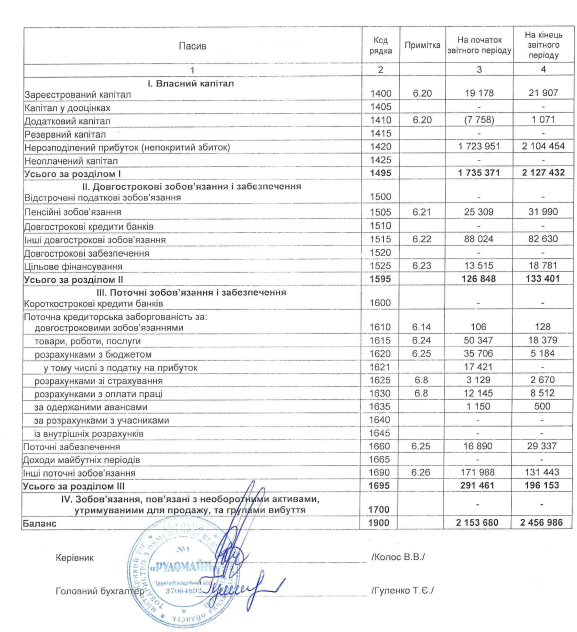 Пасив Код рядка Примітка На початок звітного періоду На кінець звітного періоду
1 2 3 4
І. Власний капітал
Зареєстрований капітал 1400 6.20 19 178 21 907
Капітал у дооцінках 1405 - -
Додатковий капітал 1410 6.20 (7 758) 1 071
Резервний капітал 1415 - -
Нерозподілений прибуток (непокритий збиток) 1420 1 723 951 2 104 454
Неоплачений капітал 1425 - -
Усього за розділом І 1495 1 735 371 2 127 432
ІІ. Довгострокові зобов'язання і забезпечення
Відстрочені податкові зобов'язання 1500 - -
Пенсійні зобов'язання 1505 6.21 25 309 31 990
Довгострокові кредити банків 1510 - -
Інші довгострокові зобов'язання 1515 6.22 88 024 82 630
Довгострокові забезпечення 1520 - -
Цільове фінансування 1525 6.23 13 515 18 781
Усього за розділом ІІ 1595 126 848 133 401
ІІІ. Поточні зобов'язання і забезпечення
Короткострокові кредити банків 1600 - -
Поточна кредиторська заборгованість за:
довгостроковими зобов'язаннями 1610 6.14 106 128
товари, роботи, послуги 1615 6.24 50 347 18 379
розрахунками з бюджетом 1620 6.25 35 706 5 184
у тому числі з податку на прибуток 1621 17 421 -
розрахунками зі страхування 1625 6.8 3 129 2 670
розрахунками з оплати праці 1630 6.8 12 145 8 512
за одержаними авансами 1635 1 150 500
за розрахунками з учасниками 1640 - -
із внутрішніх розрахунків 1645 - -
Поточні забезпечення 1660 6.25 16 890 29 337
Доходи майбутніх періодів 1665 - -
Інші поточні зобов'язання 1690 6.26 171 988 131 443
Усього за розділом ІІІ 1695 291 461 196 153
IV. Зобов'язання, пов'язані з необоротними активами,
утримуваними для продажу, та групами вибуття 1700 - -
Баланс 1900 2 153 680 2 456 986
Керівник /Колос В.В./
№1
«РУДОМАЙН»
Головний бухгалтер /Гуленко Т.Є./